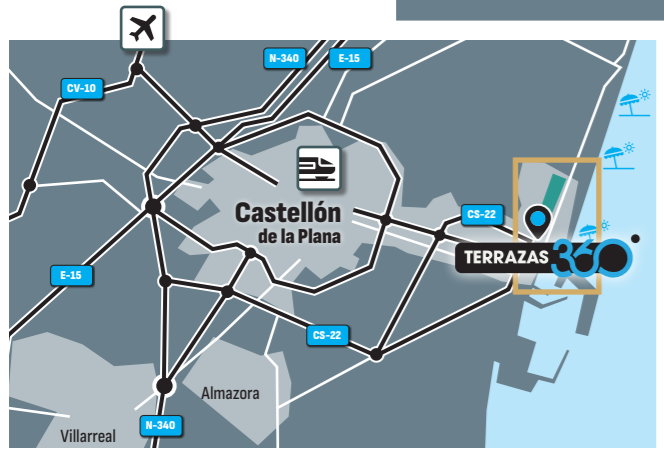 N-340
E-15
CV-10
Castellón
de la Plana
CS-22
TERRAZAS 360°
E-15
CS-22
Almazora
N-340
Villarreal